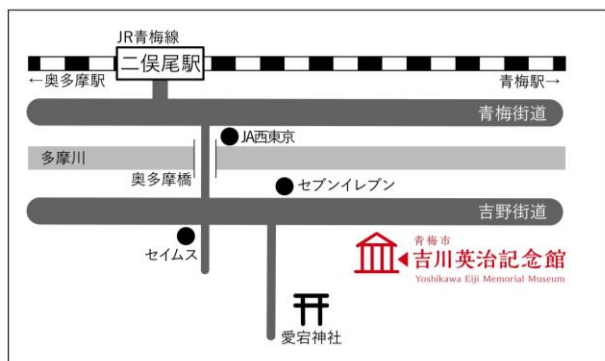 JR青梅線
二俣尾駅
←奥多摩駅
青梅駅→
青梅街道
JA西東京
多摩川
奥多摩橋
セブンイレブン
吉野街道
セイムス
青梅市
吉川英治記念館
Yoshikawa Eiji Memorial Museum
愛宕神社